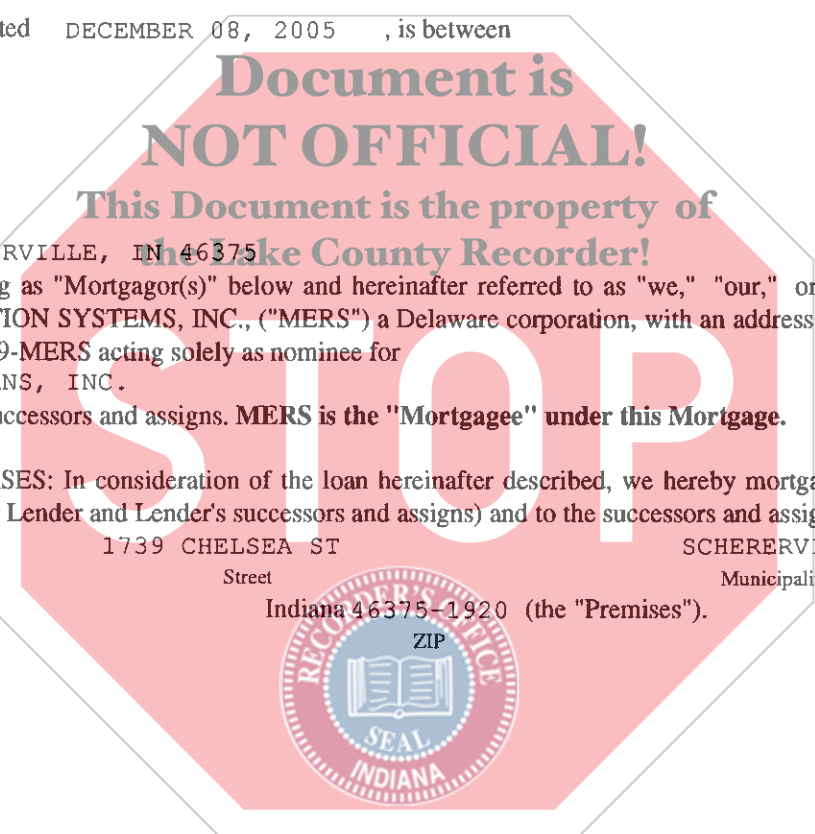 ted DECEMBER 08, 2005 , is between
Document is
NOT OFFICIAL!
This Document is the property of
the Lake County Recorder!
RVILLE, IN 46375
g as "Mortgagor(s)" below and hereinafter referred to as "we," "our," or
TION SYSTEMS, INC., ("MERS") a Delaware corporation, with an address
9-MERS acting solely as nominee for
ANS, INC.
uccessors and assigns. MERS is the "Mortgagee" under this Mortgage.
STOP
ISES: In consideration of the loan hereinafter described, we hereby mortga
Lender and Lender's successors and assigns) and to the successors and assig
1739 CHELSEA ST SCHERERVI
Street Municipali
Indiana 46375-1920 (the "Premises").
ZIP
RECORDER'S OFFICE
SEAL
INDIANA